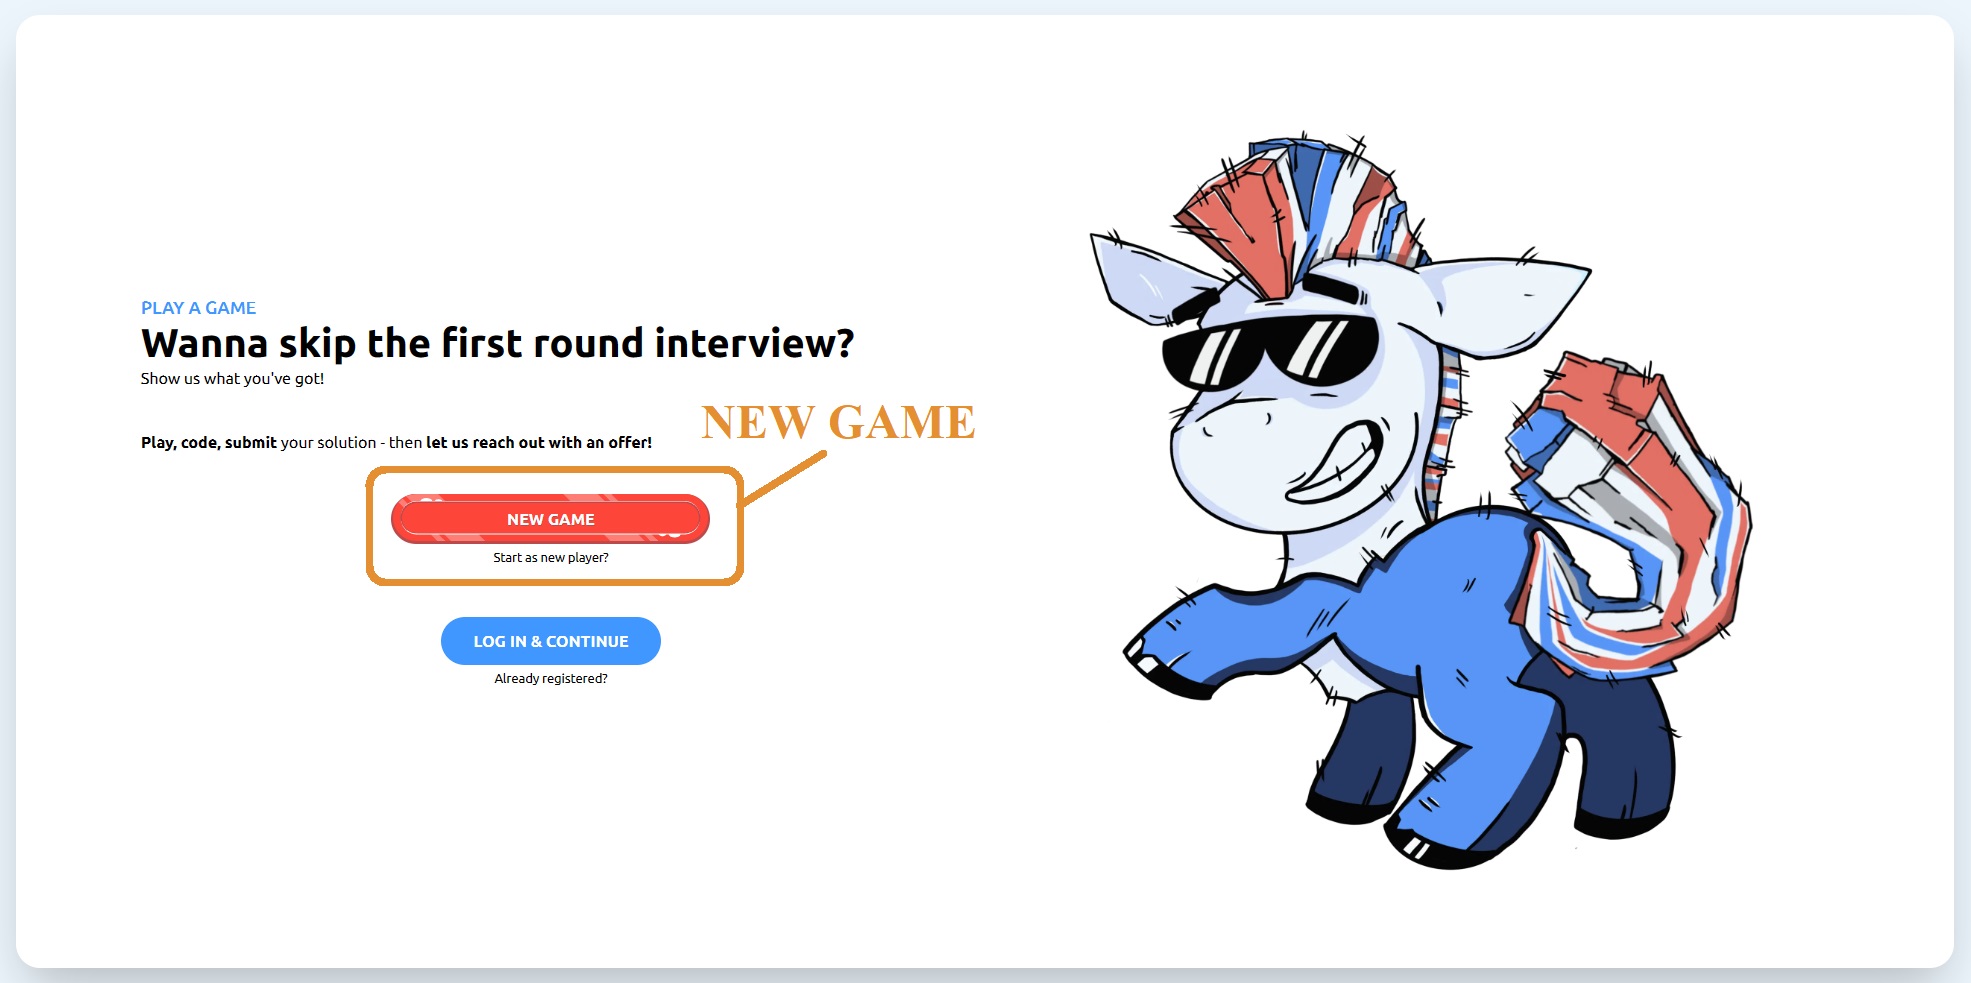 PLAY A GAME
Wanna skip the first round interview?
Show us what you've got!
NEW GAME
Play, code, submit your solution - then let us reach out with an offer!
NEW GAME
Start as new player?
LOG IN & CONTINUE
Already registered?